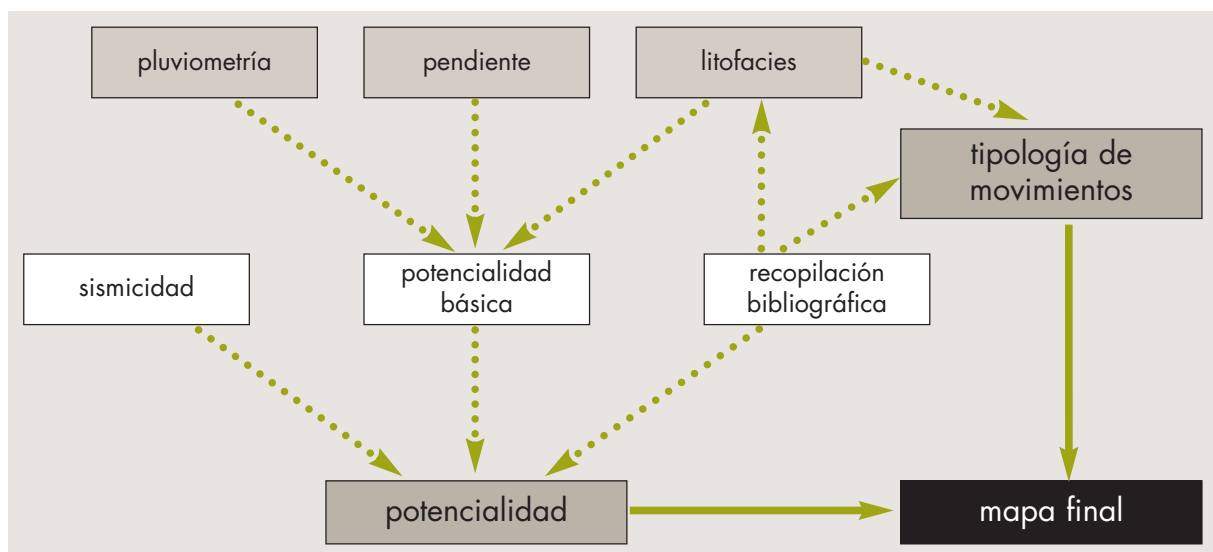 pluviometría
pendiente
litofacies
tipología de
movimientos
sismicidad
potencialidad
básica
recopilación
bibliográfica
potencialidad
mapa final